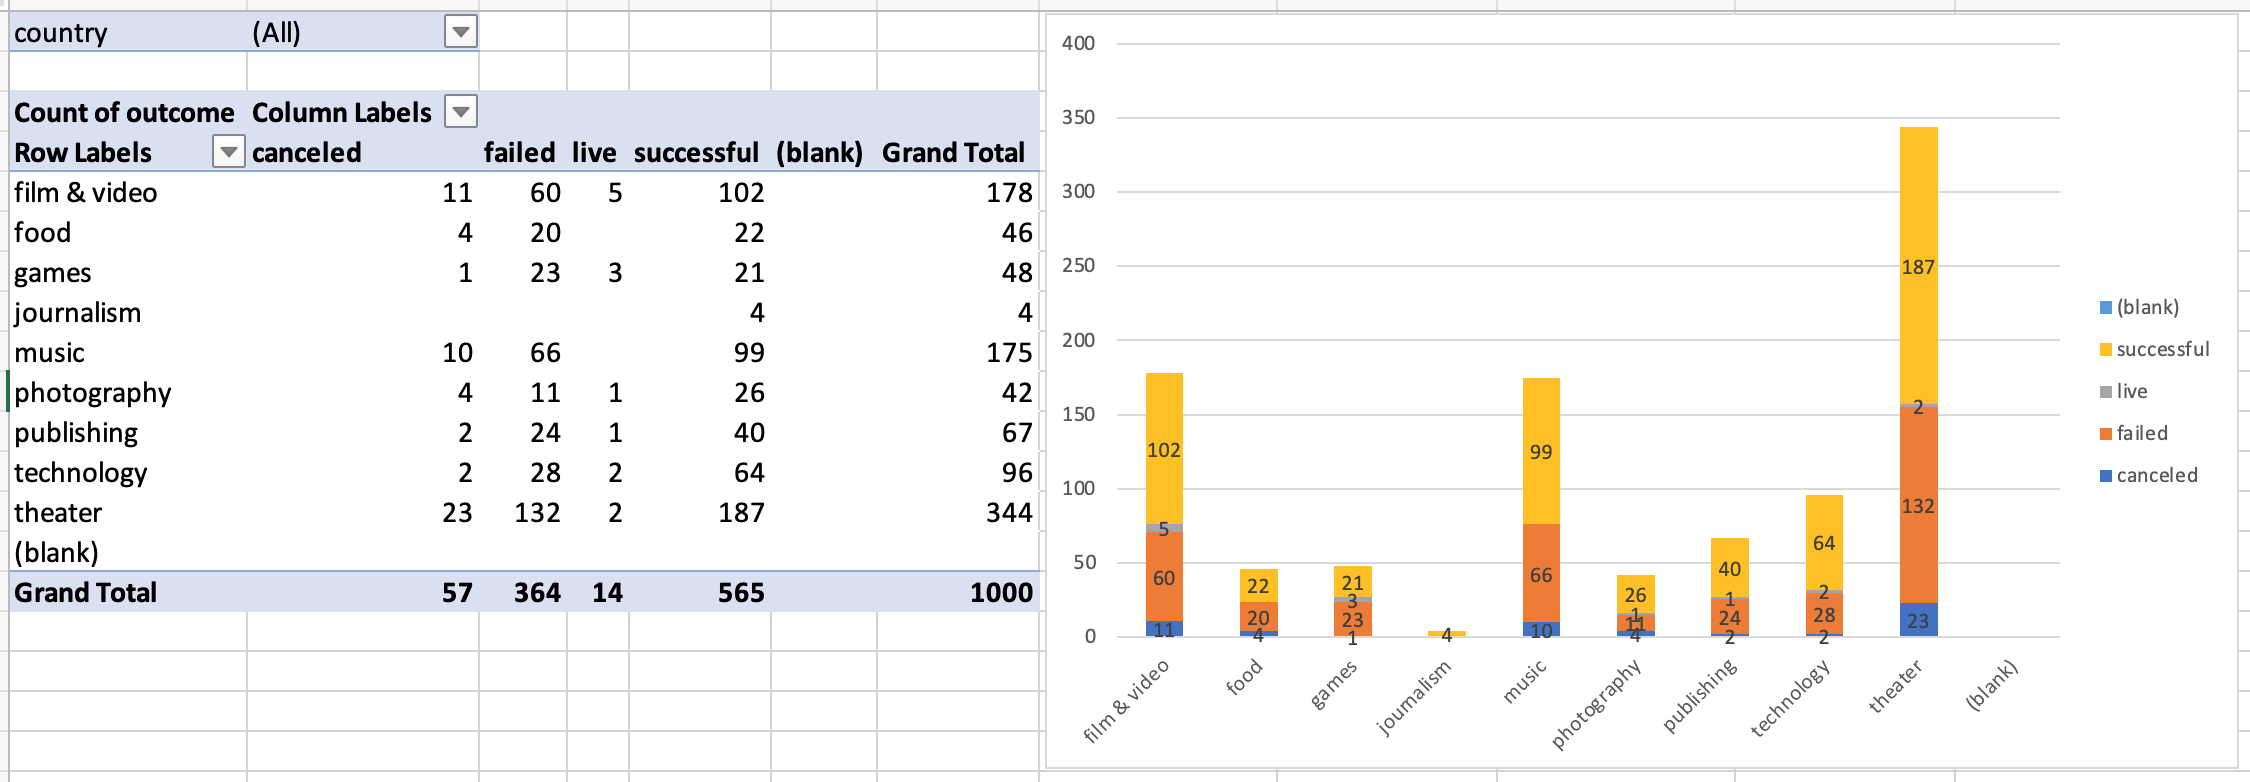 country (All)
Count of outcome Column Labels
Row Labels canceled failed live successful (blank) Grand Total
film & video 11 60 5 102 178
food 4 20 22 46
games 1 23 3 21 48
journalism 4 4
music 10 66 99 175
photography 4 11 1 26 42
publishing 2 24 1 40 67
technology 2 28 2 64 96
theater 23 132 2 187 344
(blank)
Grand Total 57 364 14 565 1000
400
350
300
250
200
150
100
50
0
102
5
60
11
22
20
4
21
3
23
1
4
99
66
10
26
1
11
4
40
1
24
2
64
2
28
2
187
2
132
23
film & video
food
games
journalism
music
photography
publishing
technology
theater
(blank)
(blank)
successful
live
failed
canceled